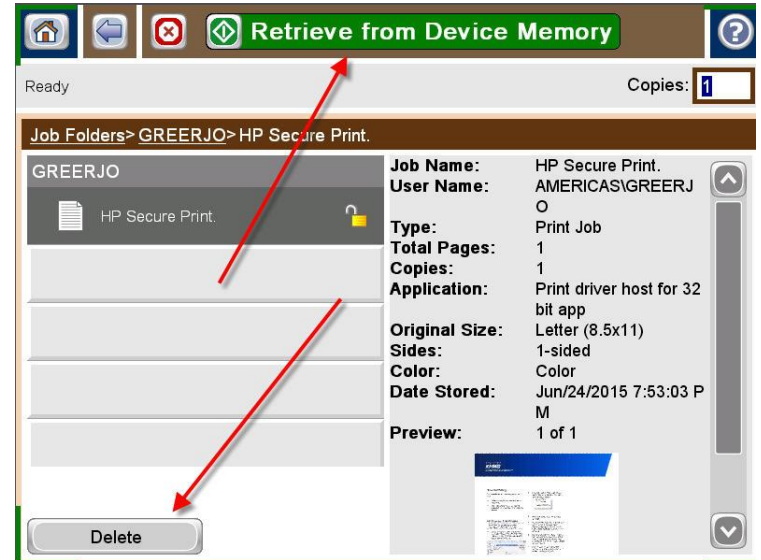 Retrieve from Device Memory
?
Ready
Copies: 1
Job Folders>GREERJO>HP Secure Print.
GREERJO
HP Secure Print.
Job Name: HP Secure Print.
User Name: AMERICAS\GREERJ
O
Type: Print Job
Total Pages: 1
Copies: 1
Application: Print driver host for 32
bit app
Original Size: Letter (8.5x11)
Sides: 1-sided
Color: Color
Date Stored: Jun/24/2015 7:53:03 P
M
Preview: 1 of 1
Delete